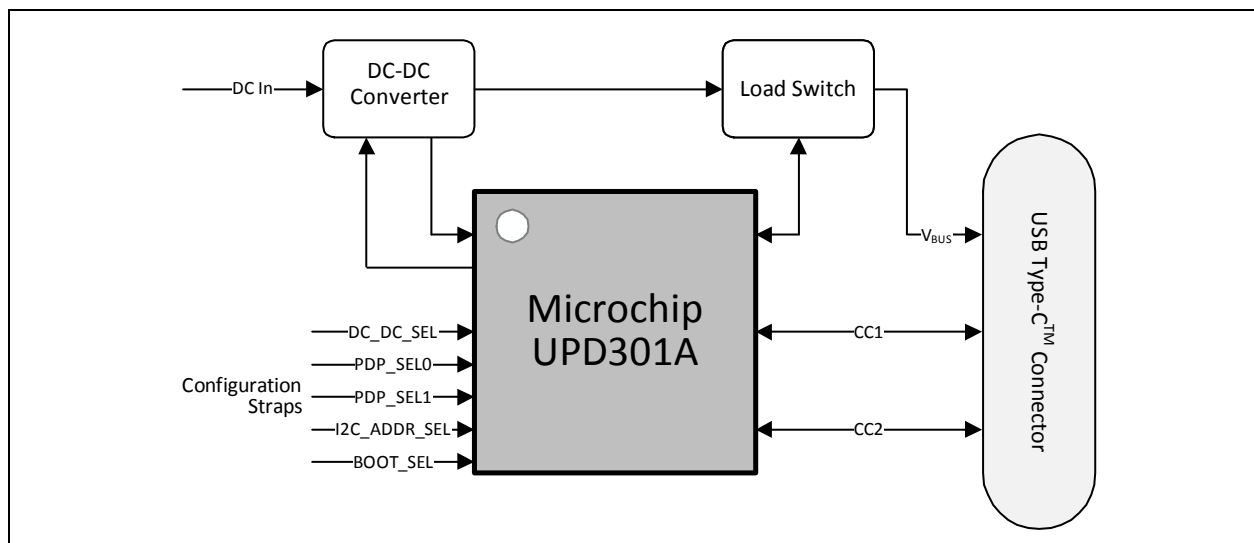 DC-DC
Converter
Load Switch
DC In
V_BUS
Microchip
UPD301A
DC_DC_SEL
PDP_SEL0
PDP_SEL1
I2C_ADDR_SEL
BOOT_SEL
Configuration
Straps
CC1
CC2
USB Type-C™ Connector